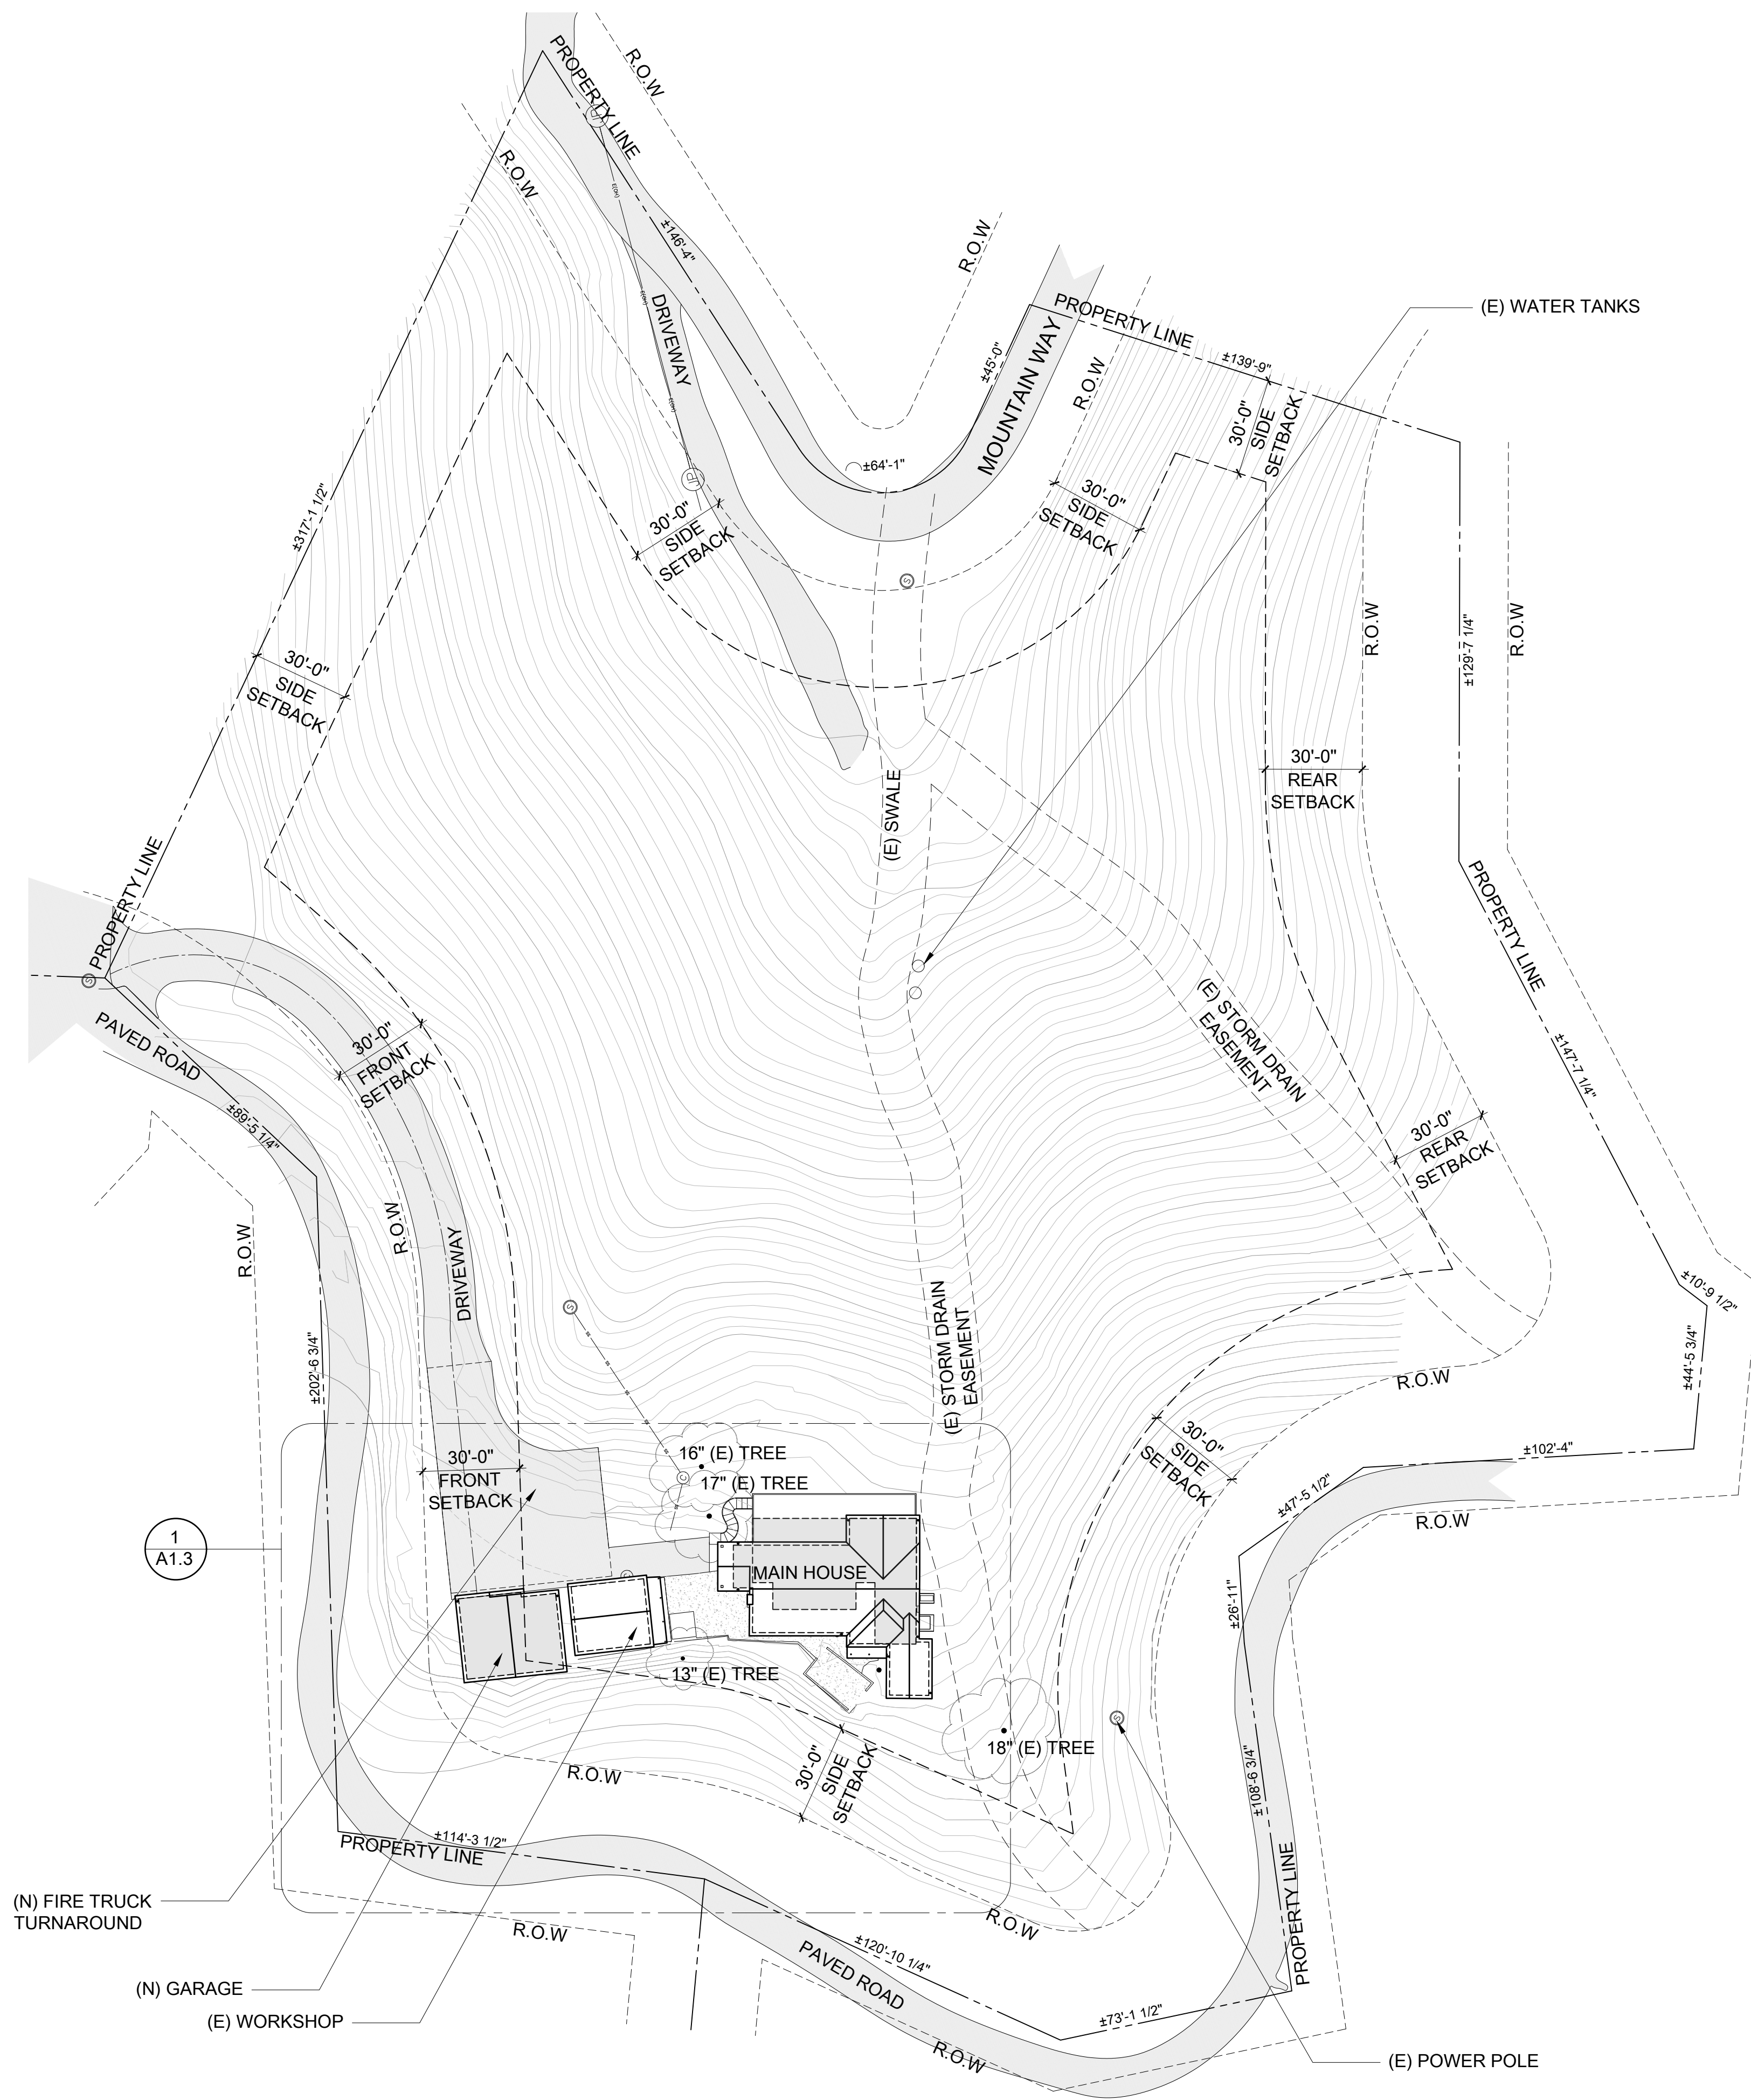 PROPERTY LINE
R.O.W
R.O.W
±146'-4"
R.O.W
E(OH)
E(OH)
E(OH)
DRIVEWAY
PROPERTY LINE
(E) WATER TANKS
±45'-0"
MOUNTAIN WAY
R.O.W
±139'-9"
30'-0"
SIDE
SETBACK
±64'-1"
JP
30'-0"
SIDE
SETBACK
30'-0"
SIDE
SETBACK
±317'-1 1/2"
S
R.O.W
R.O.W
±129'-7 1/4"
30'-0"
SIDE
SETBACK
30'-0"
REAR
SETBACK
(E) SWALE
PROPERTY LINE
PROPERTY LINE
S
PAVED ROAD
30'-0"
FRONT
SETBACK
(E) STORM DRAIN
EASEMENT
±147'-7 1/4"
±89'-5 1/4"
30'-0"
REAR
SETBACK
R.O.W
R.O.W
DRIVEWAY
S
(E) STORM DRAIN
EASEMENT
±10'-9 1/2"
±202'-6 3/4"
±44'-5 3/4"
R.O.W
30'-0"
FRONT
SETBACK
16" (E) TREE
C
17" (E) TREE
30'-0"
SIDE
SETBACK
±102'-4"
±47'-5 1/2"
R.O.W
1
A1.3
MAIN HOUSE
±26'-11"
13" (E) TREE
S
18" (E) TREE
30'-0"
SIDE
SETBACK
R.O.W
±108'-6 3/4"
±114'-3 1/2"
PROPERTY LINE
PROPERTY LINE
(N) FIRE TRUCK
TURNAROUND
R.O.W
R.O.W
±120'-10 1/4"
PAVED ROAD
(N) GARAGE
(E) WORKSHOP
±73'-1 1/2"
R.O.W
(E) POWER POLE